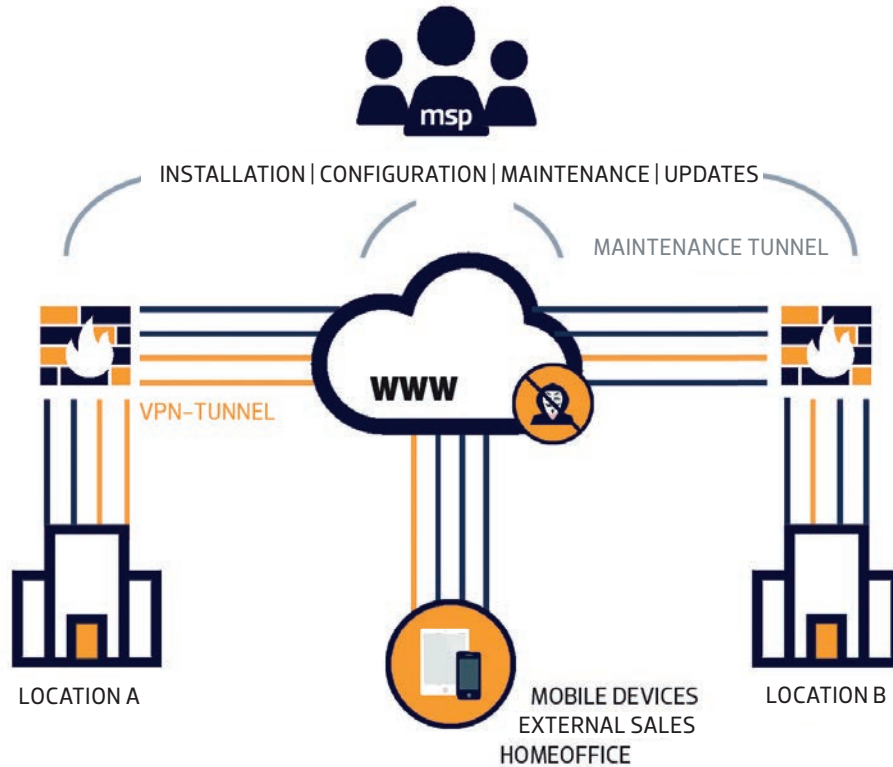 msp
INSTALLATION | CONFIGURATION | MAINTENANCE | UPDATES
MAINTENANCE TUNNEL
WWW
VPN-TUNNEL
LOCATION A
MOBILE DEVICES
EXTERNAL SALES
HOMEOFFICE
LOCATION B